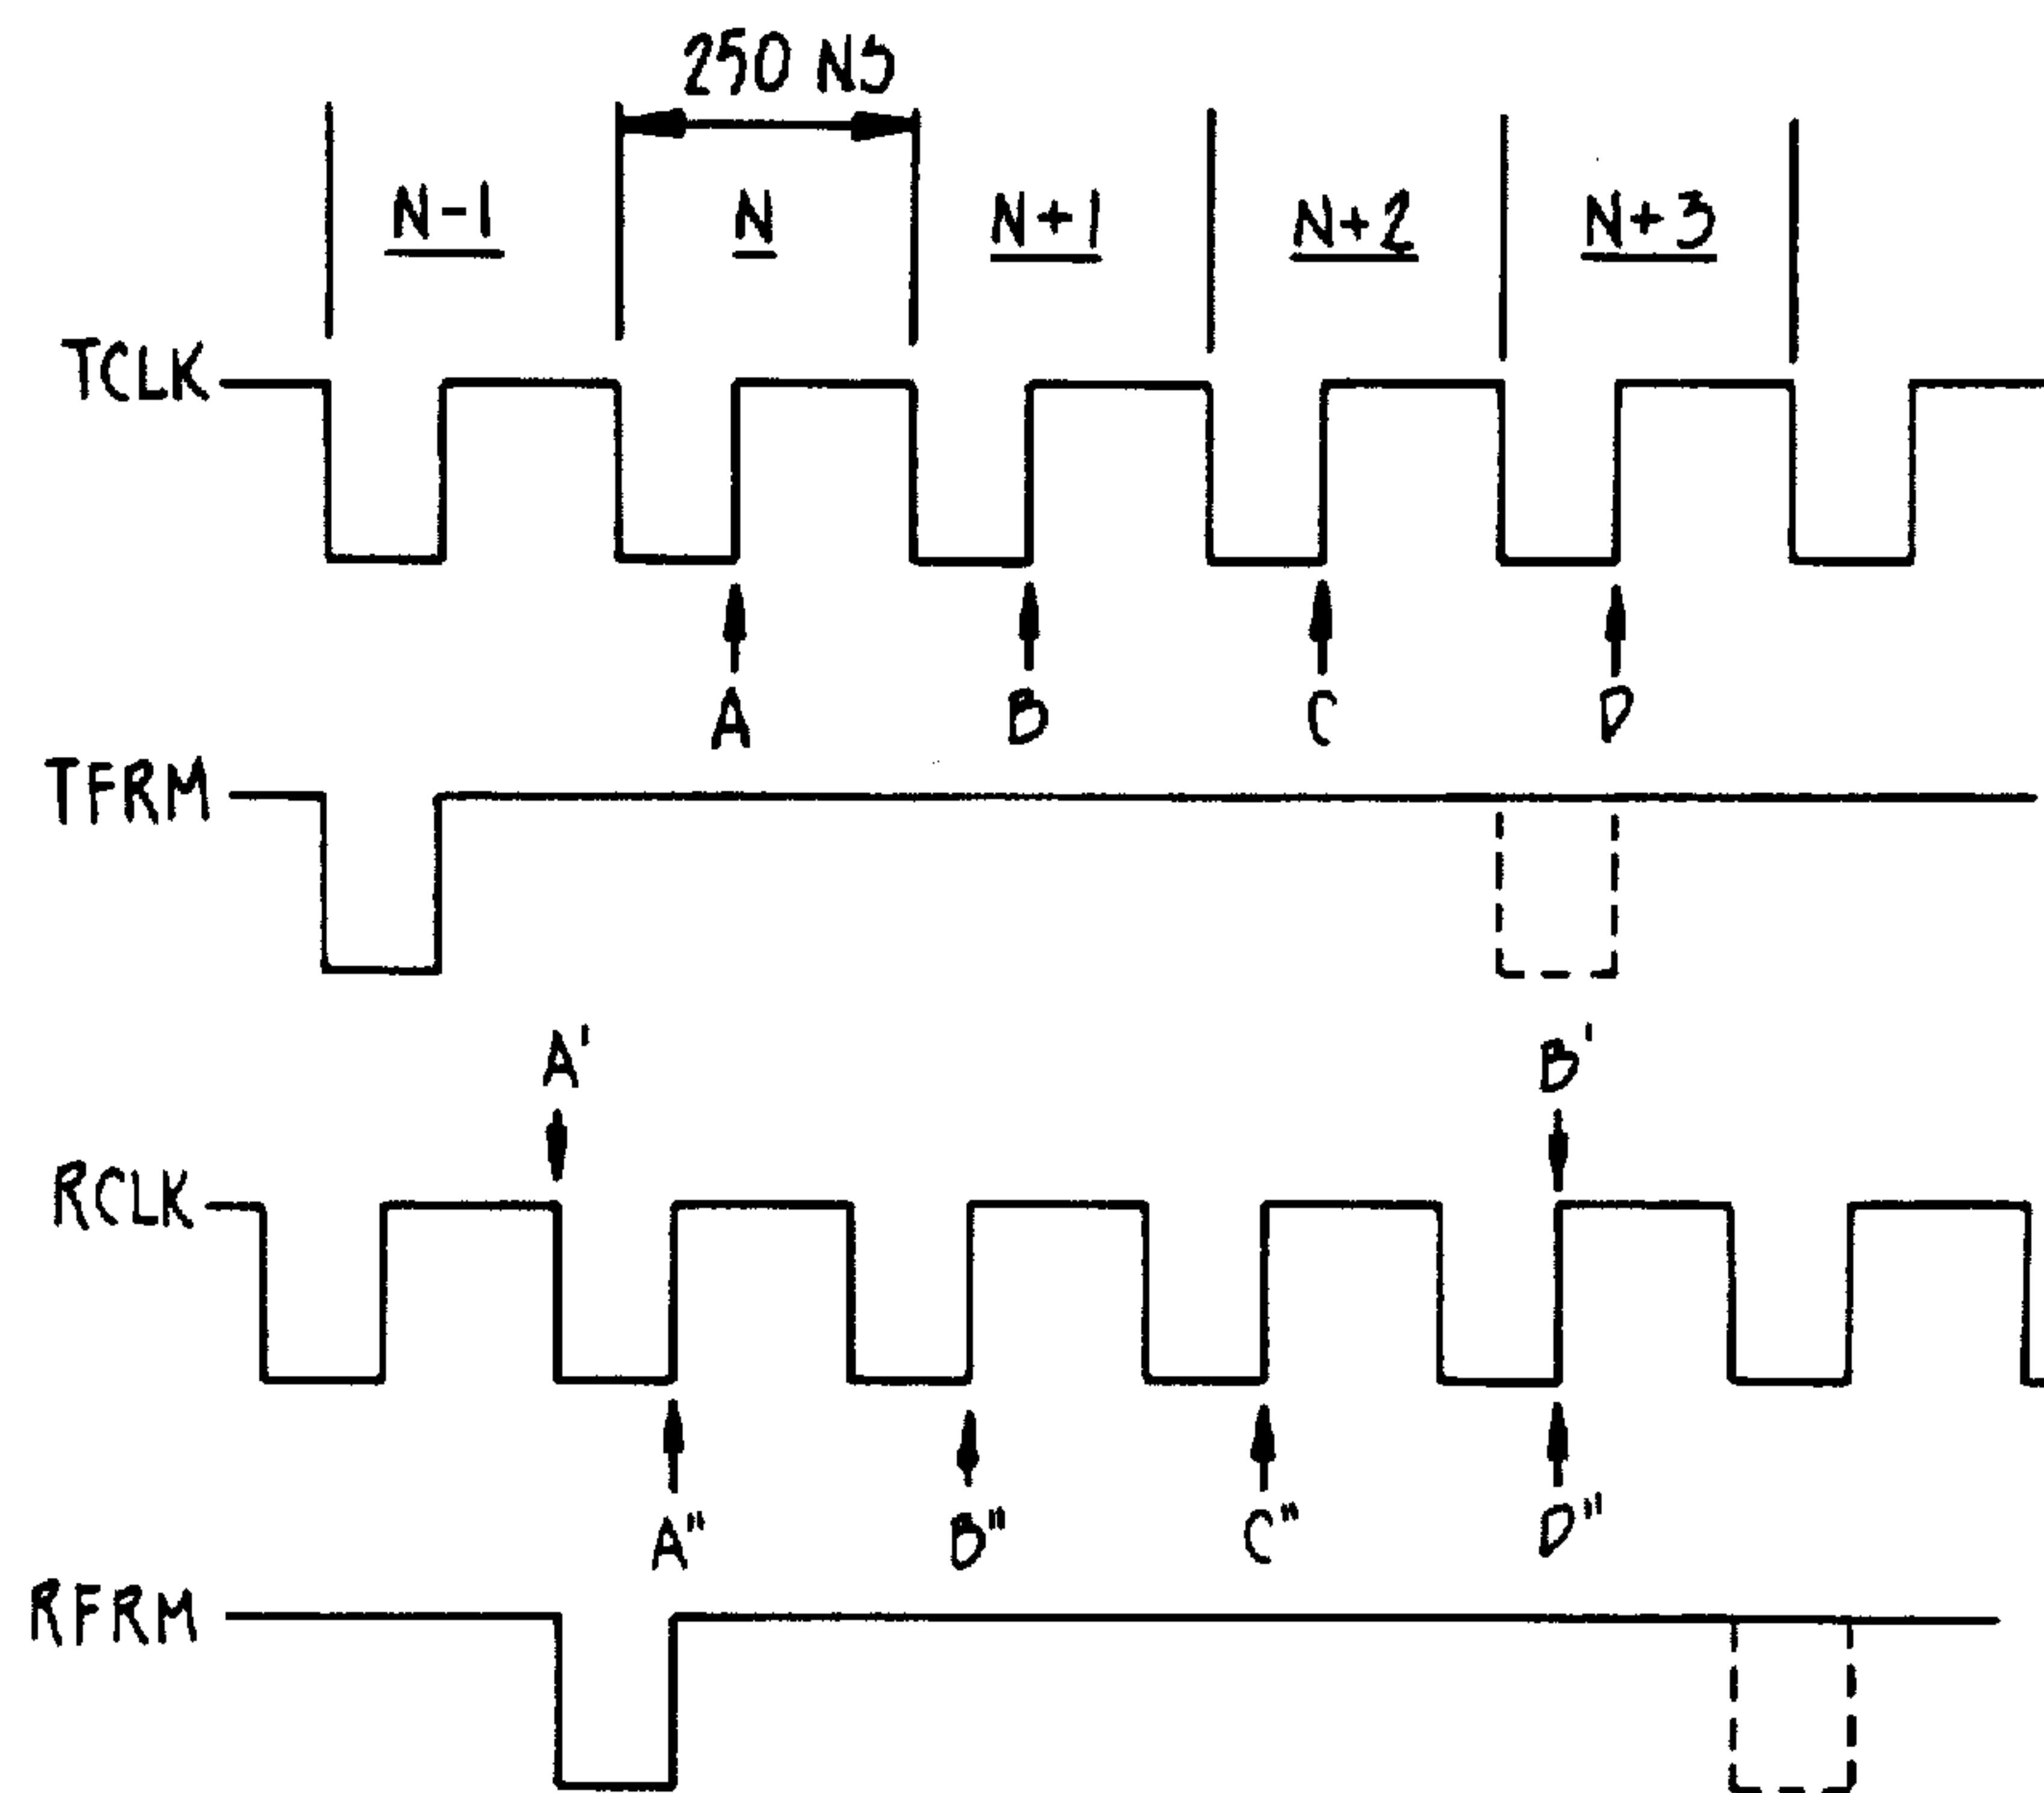 250 NS
N-1 N N+1 N+2 N+3
TCLK
A B C D
TFRM
A' B'
RCLK
A" B" C" D"
RFRM